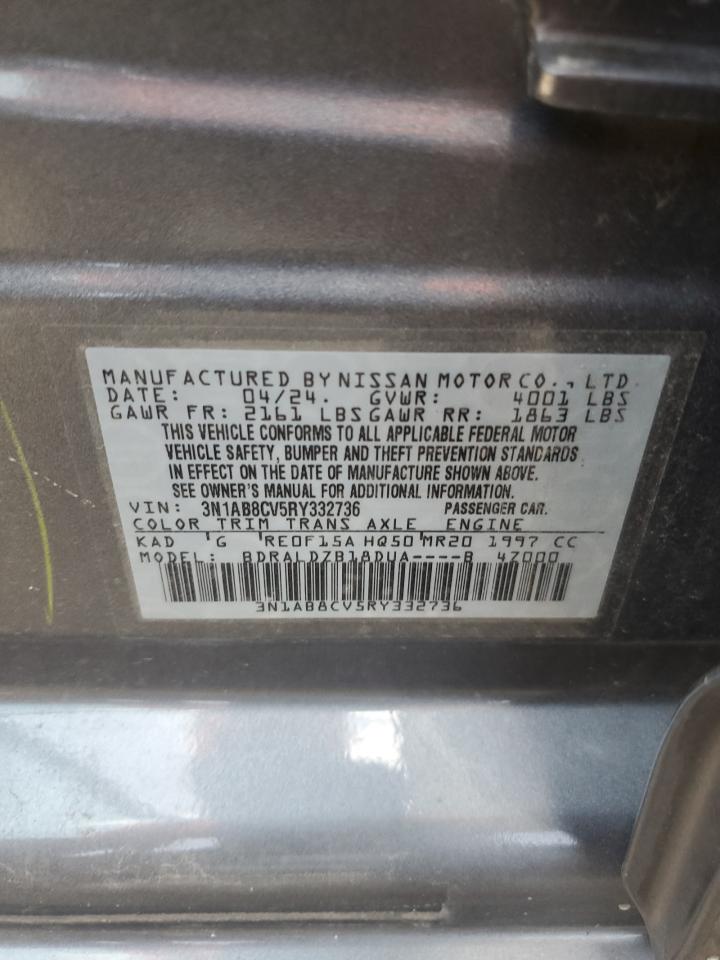 MANUFACTURED BY NISSAN MOTOR CO., LTD.
DATE: 04/24. GVWR: 4001 LBS
GAWR FR: 2161 LBS GAWR RR: 1863 LBS
THIS VEHICLE CONFORMS TO ALL APPLICABLE FEDERAL MOTOR
VEHICLE SAFETY, BUMPER AND THEFT PREVENTION STANDARDS
IN EFFECT ON THE DATE OF MANUFACTURE SHOWN ABOVE.
SEE OWNER'S MANUAL FOR ADDITIONAL INFORMATION.
VIN: 3N1AB8CV5RY332736 PASSENGER CAR.
COLOR TRIM TRANS AXLE ENGINE
KAD G RE0F15A HQ50 MR20 1997 CC
MODEL: BDRALDZB18DUA----B 47000
3N1AB8CV5RY332736